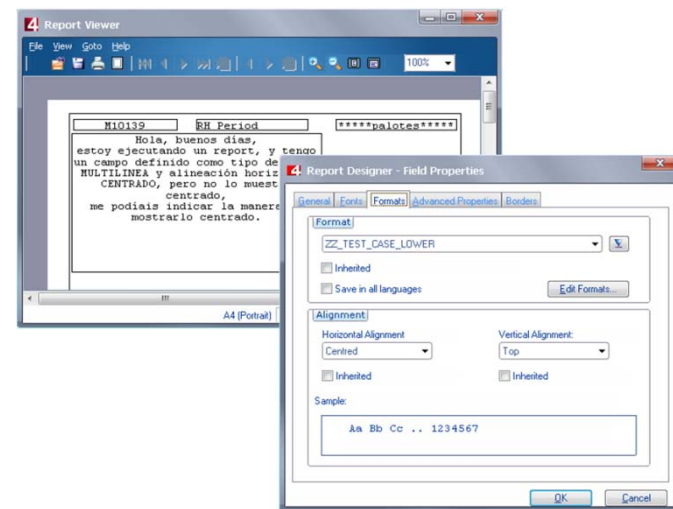 4 Report Viewer
File View Goto Help
100%
M10139 RH Period *****palotes*****
Hola, buenos días,
estoy ejecutando un report, y tengo
un campo definido como tipo de
MULTILINEA y alineación horiz
CENTRADO, pero no lo muest
centrado,
me podíais indicar la manera
mostrarlo centrado.
A4 (Portrait)
4 Report Designer - Field Properties
General Fonts Formats Advanced Properties Borders
Format
ZZ_TEST_CASE_LOWER
Inherited
Save in all languages Edit Formats...
Alignment
Horizontal Alignment Vertical Alignment:
Centred Top
Inherited Inherited
Sample:
Aa Bb Cc .. 1234567
OK Cancel